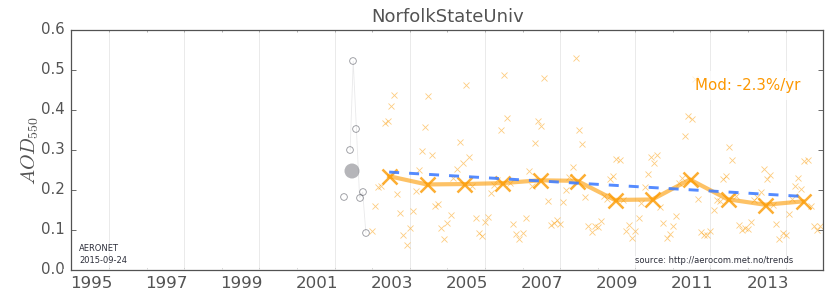 NorfolkStateUniv
0.6
0.5
0.4
0.3
0.2
0.1
0.0
AOD550
Mod: -2.3%/yr
AERONET
2015-09-24
source: http://aerocom.met.no/trends
1995 1997 1999 2001 2003 2005 2007 2009 2011 2013